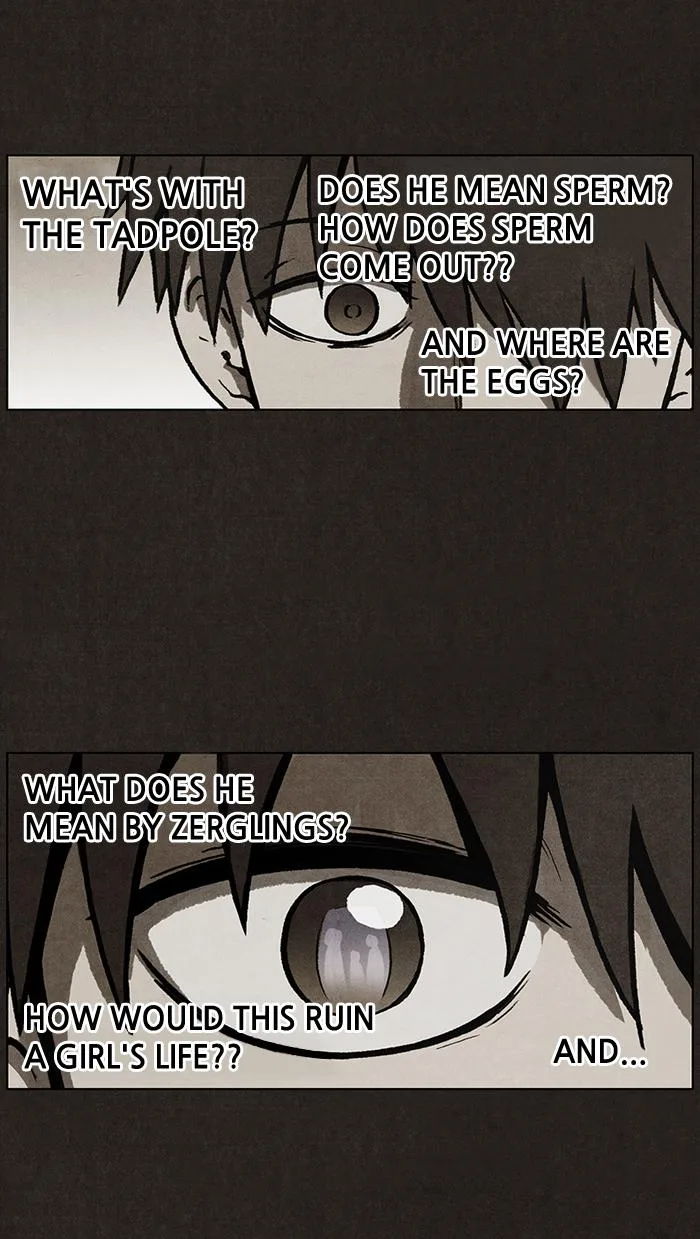 WHAT'S WITH
THE TADPOLE?
DOES HE MEAN SPERM?
HOW DOES SPERM
COME OUT??
AND WHERE ARE
THE EGGS?
WHAT DOES HE
MEAN BY ZERGLINGS?
HOW WOULD THIS RUIN
A GIRL'S LIFE??
AND...